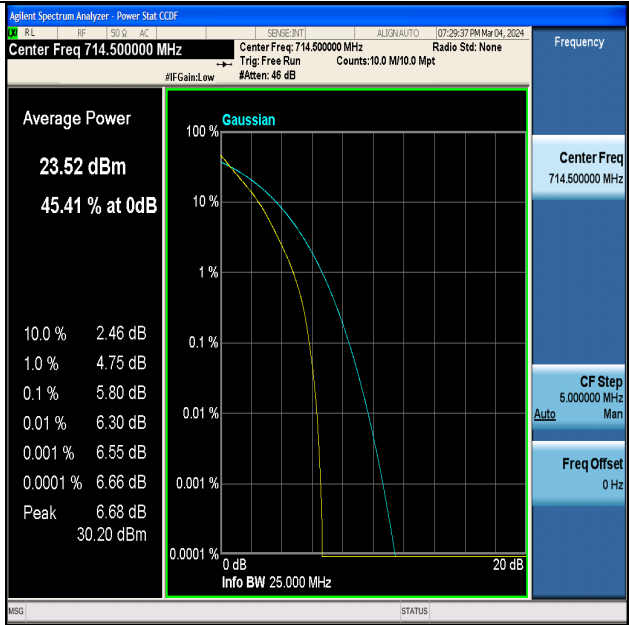 Agilent Spectrum Analyzer - Power Stat CCDF
LXI RL RF 50 Ω AC SENSE:INT ALIGN AUTO 07:29:37 PM Mar 04, 2024
Center Freq 714.500000 MHz
Center Freq: 714.500000 MHz Radio Std: None
Trig: Free Run Counts:10.0 M/10.0 Mpt
#IFGain:Low #Atten: 46 dB
Frequency
Average Power
23.52 dBm
45.41 % at 0dB
10.0 % 2.46 dB
1.0 % 4.75 dB
0.1 % 5.80 dB
0.01 % 6.30 dB
0.001 % 6.55 dB
0.0001 % 6.66 dB
Peak 6.68 dB
30.20 dBm
Gaussian
100 %
10 %
1 %
0.1 %
0.01 %
0.001 %
0.0001 %
0 dB 20 dB
Info BW 25.000 MHz
Center Freq
714.500000 MHz
CF Step
5.000000 MHz
Auto Man
Freq Offset
0 Hz
MSG STATUS